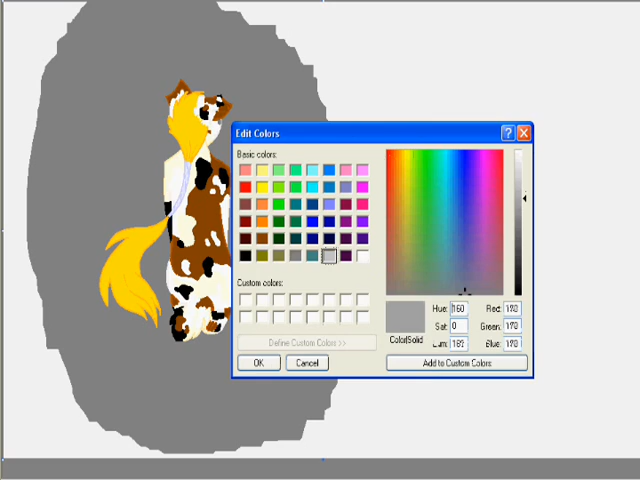 Edit Colors
Basic colors:
Custom colors:
Define Custom Colors >>
OK
Cancel
Color|Solid
Hue: 160
Sat: 0
Lum:
Red:
Green:
Blue:
Add to Custom Colors